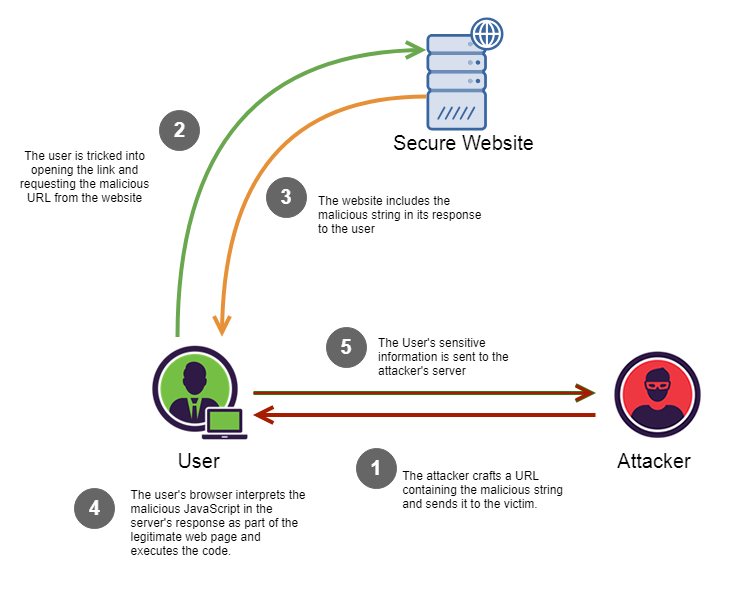 Secure Website
2
The user is tricked into
opening the link and
requesting the malicious
URL from the website
3
The website includes the
malicious string in its response
to the user
5
The User's sensitive
information is sent to the
attacker's server
User
Attacker
1
The attacker crafts a URL
containing the malicious string
and sends it to the victim.
4
The user's browser interprets the
malicious JavaScript in the
server's response as part of the
legitimate web page and
executes the code.